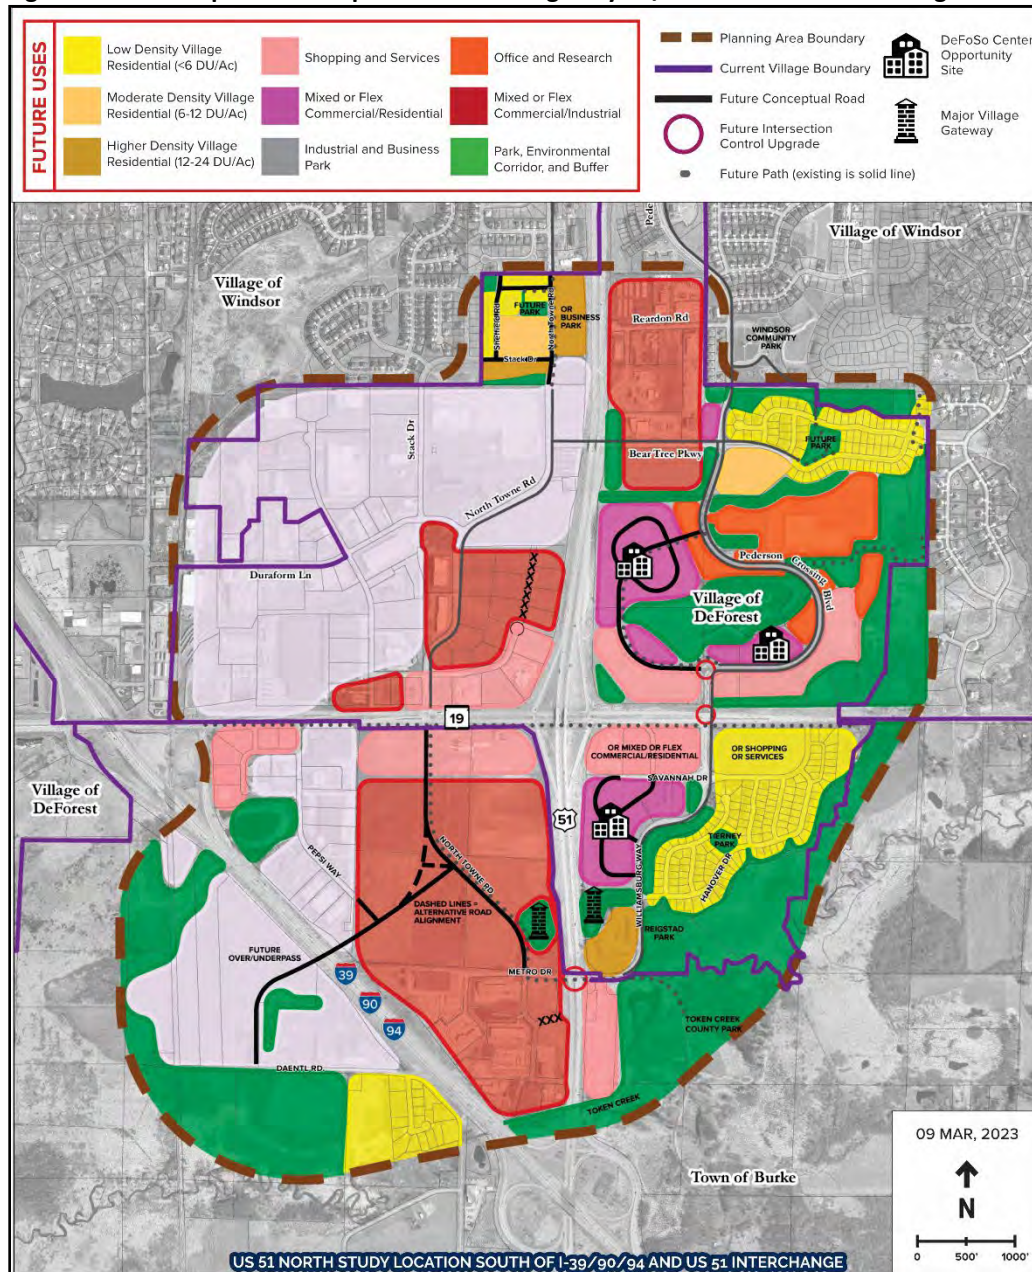 FUTURE USES
Low Density Village
Residential (<6 DU/Ac)
Moderate Density Village
Residential (6-12 DU/Ac)
Higher Density Village
Residential (12-24 DU/Ac)
Shopping and Services
Mixed or Flex
Commercial/Residential
Industrial and Business
Park
Office and Research
Mixed or Flex
Commercial/Industrial
Park, Environmental
Corridor, and Buffer
Planning Area Boundary
Current Village Boundary
Future Conceptual Road
Future Intersection
Control Upgrade
Future Path (existing is solid line)
DeFoSo Center
Opportunity
Site
Major Village
Gateway
Village of Windsor
Village of
Windsor
FUTURE
PARK
North Towne Rd
OR
BUSINESS
PARK
Stack Dr
Reardon Rd
WINDSOR
COMMUNITY
PARK
Stack Dr
FUTURE
PARK
Bear Tree Pkwy
North Towne Rd
Pederson
Crossing Blvd
Duraform Ln
Village of
DeForest
19
OR MIXED OR FLEX
COMMERCIAL/RESIDENTIAL
OR SHOPPING
OR SERVICES
SAVANNAH DR
Village of
DeForest
51
TIERNEY
PARK
HANOVER DR
PEPSI WAY
NORTH TOWNE RD
WILLIAMSBURG WAY
DASHED LINES =
ALTERNATIVE ROAD
ALIGNMENT
REIGSTAD
PARK
FUTURE
OVER/UNDERPASS
METRO DR
39
90
94
XXX
TOKEN CREEK
COUNTY PARK
DAENTL RD
TOKEN CREEK
09 MAR, 2023
N
0 500' 1000'
Town of Burke
US 51 NORTH STUDY LOCATION SOUTH OF I-39/90/94 AND US 51 INTERCHANGE